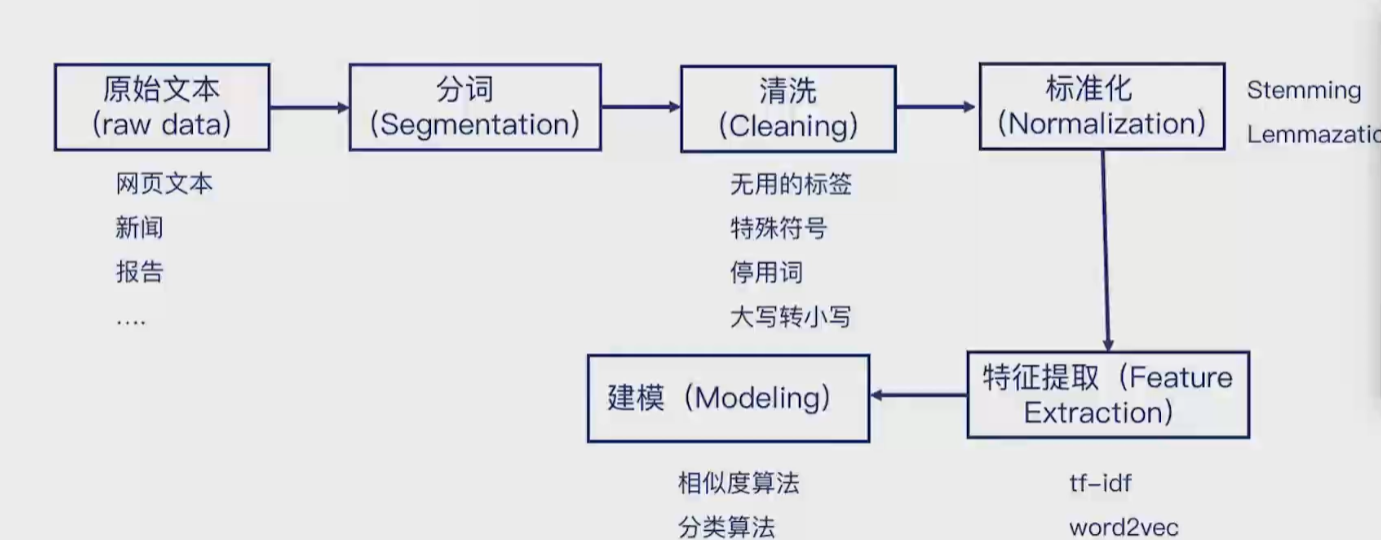 原始文本
(raw data)
分词
(Segmentation)
清洗
(Cleaning)
标准化
(Normalization)
Stemming
网页文本
新闻
报告
....
无用的标签
特殊符号
停用词
大写转小写
特征提取（Feature
Extraction）
建模（Modeling）
相似度算法
分类算法
tf-idf
word2vec